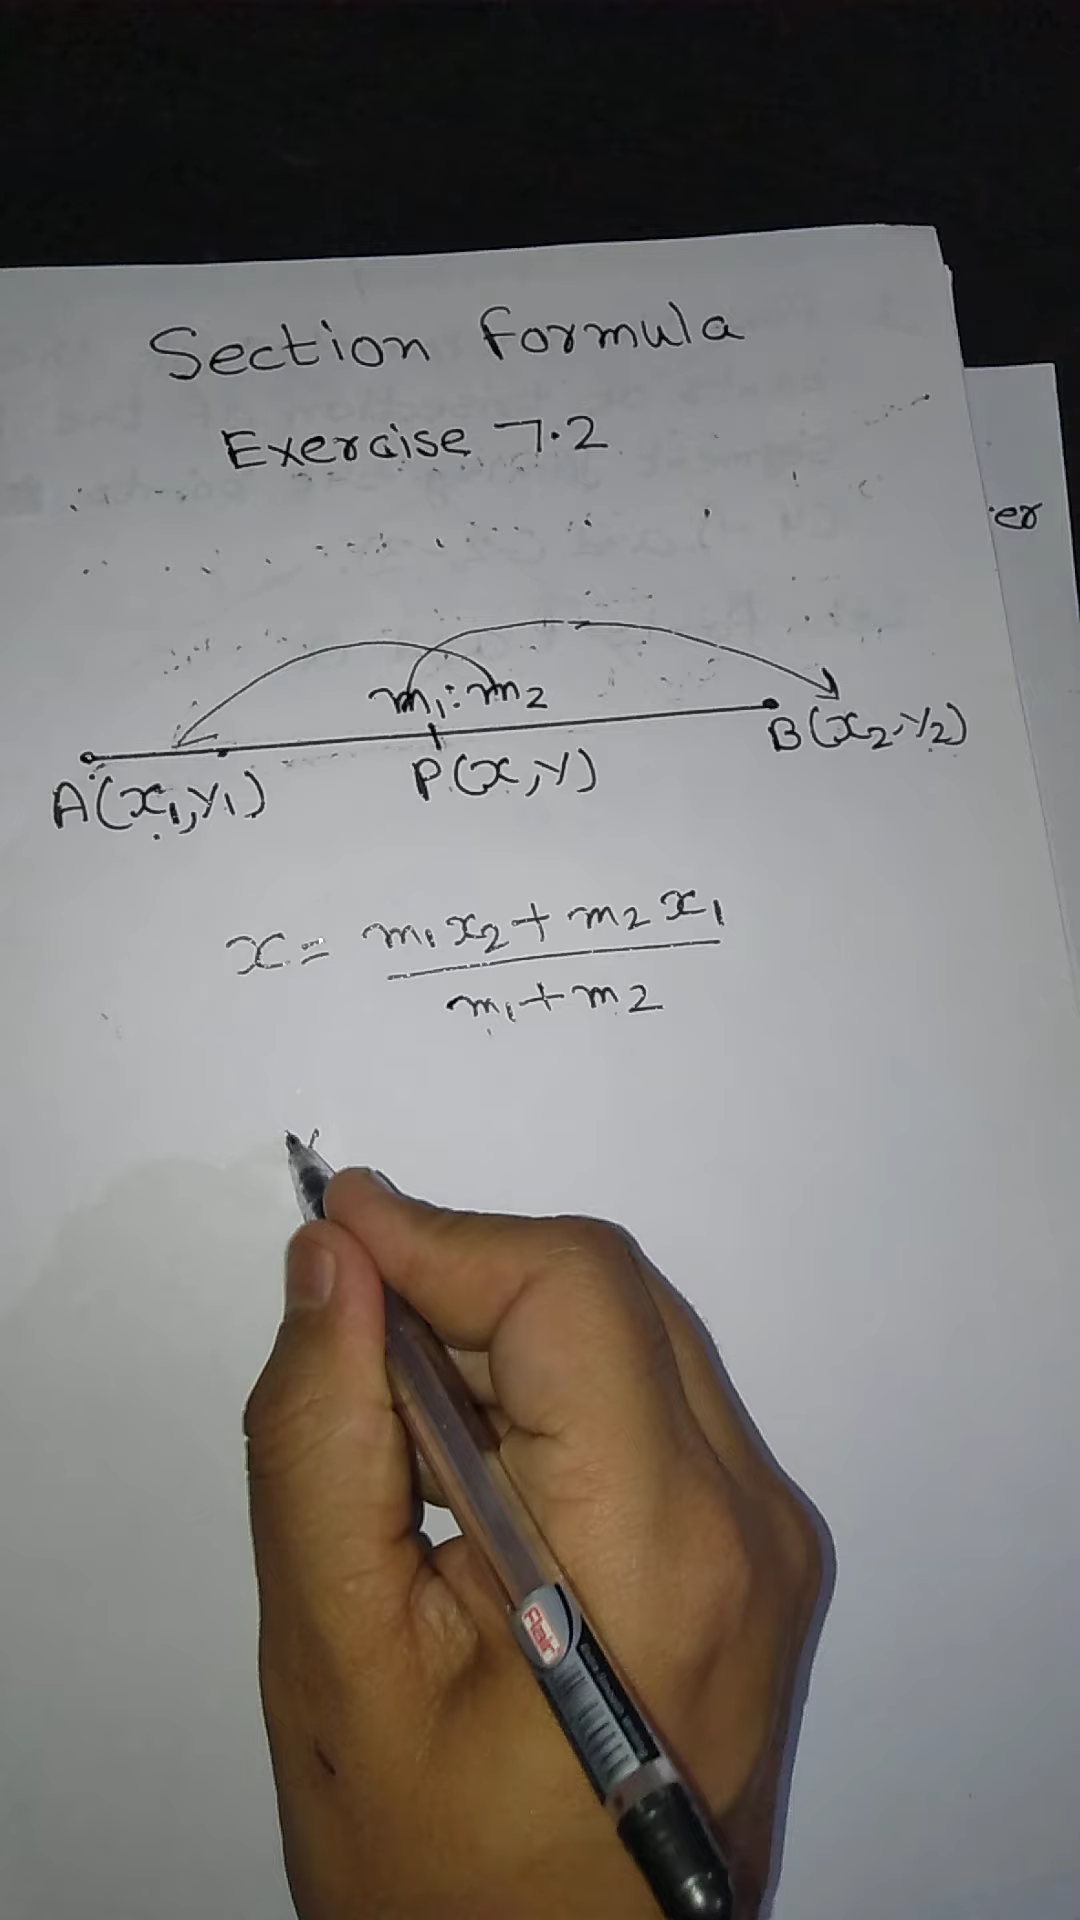 Section formula
Exercise 7.2
er
m₁:m₂
B(x₂,y₂)
A(x₁,y₁)
P(x,y)
x = m₁x₂+m₂x₁
m₁+m₂
Flair